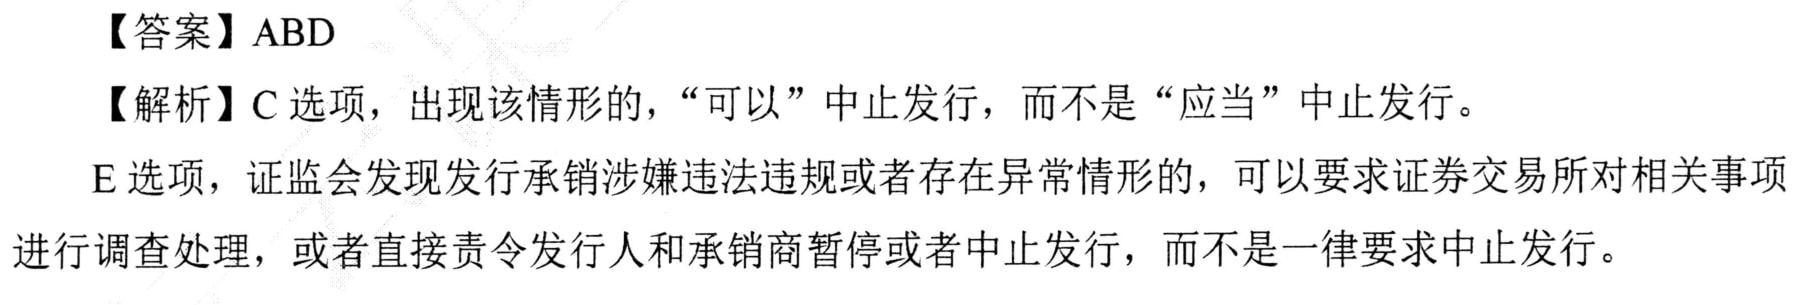 【答案】ABD
【解析】C 选项，出现该情形的，“可以”中止发行，而不是“应当”中止发行。
E 选项，证监会发现发行承销涉嫌违法违规或者存在异常情形的，可以要求证券交易所对相关事项
进行调查处理，或者直接责令发行人和承销商暂停或者中止发行，而不是一律要求中止发行。